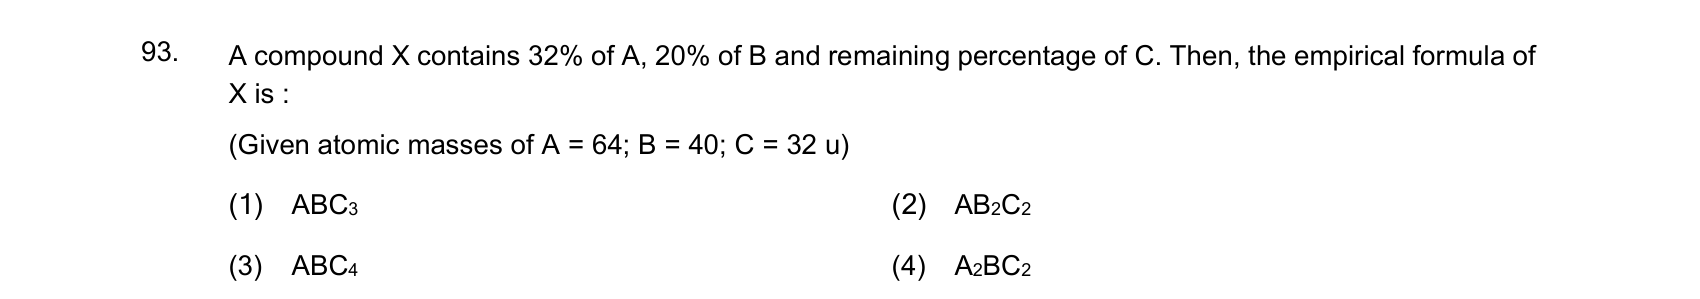 93. A compound X contains 32% of A, 20% of B and remaining percentage of C. Then, the empirical formula of
X is :
(Given atomic masses of A = 64; B = 40; C = 32 u)
(1) ABC₃ (2) AB₂C₂
(3) ABC₄ (4) A₂BC₂